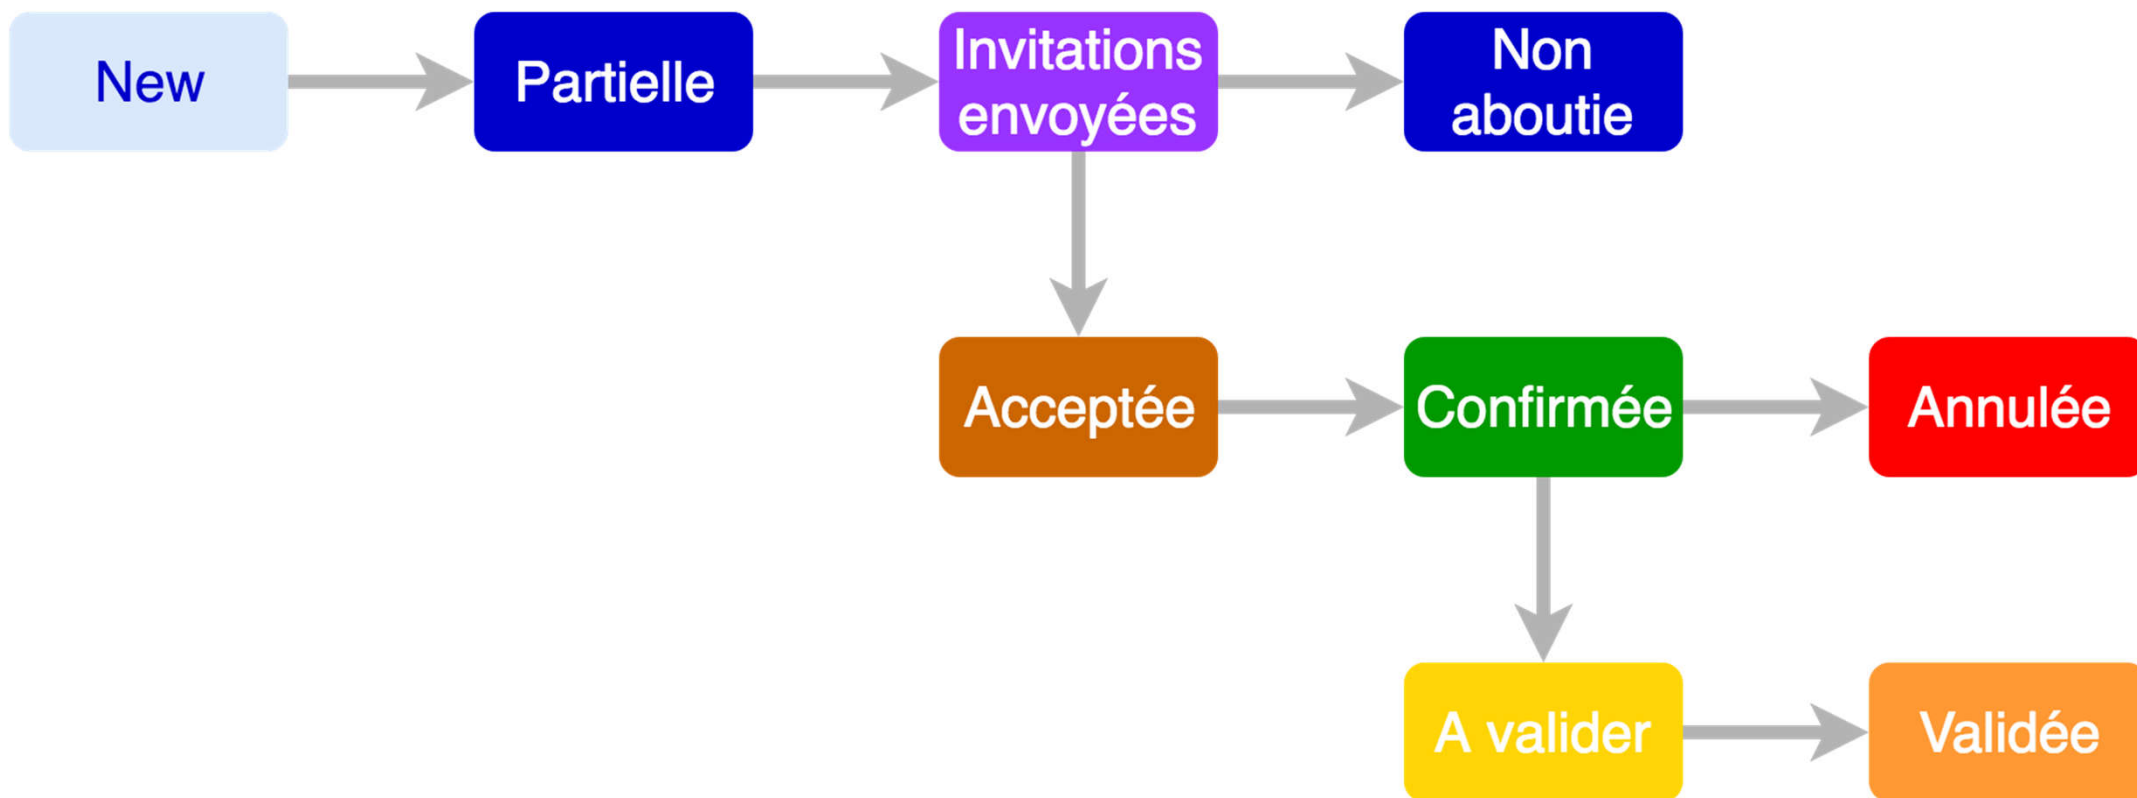 New
Partielle
Invitations
envoyées
Non
aboutie
Acceptée
Confirmée
Annulée
A valider
Validée